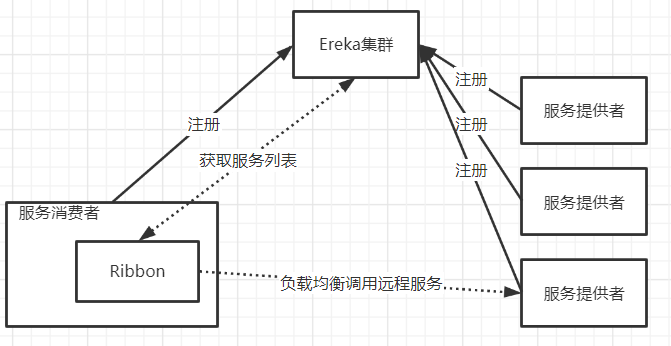 Ereka集群
注册
服务提供者
注册
注册
获取服务列表
注册
服务提供者
服务消费者
Ribbon
负载均衡调用远程服务
服务提供者